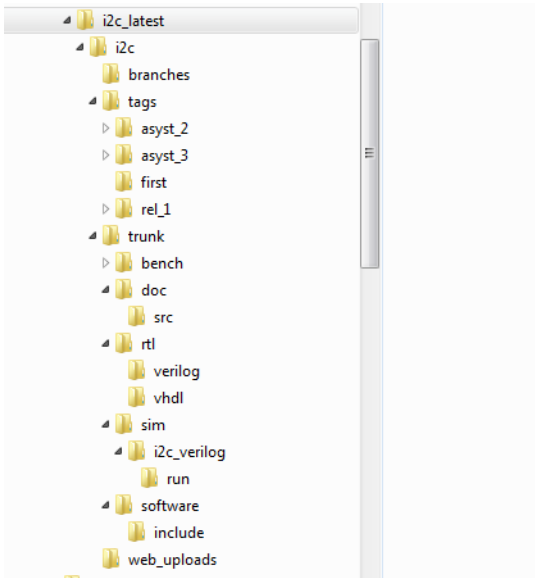 i2c_latest
i2c
branches
tags
asyst_2
asyst_3
first
rel_1
trunk
bench
doc
src
rtl
verilog
vhdl
sim
i2c_verilog
run
software
include
web_uploads